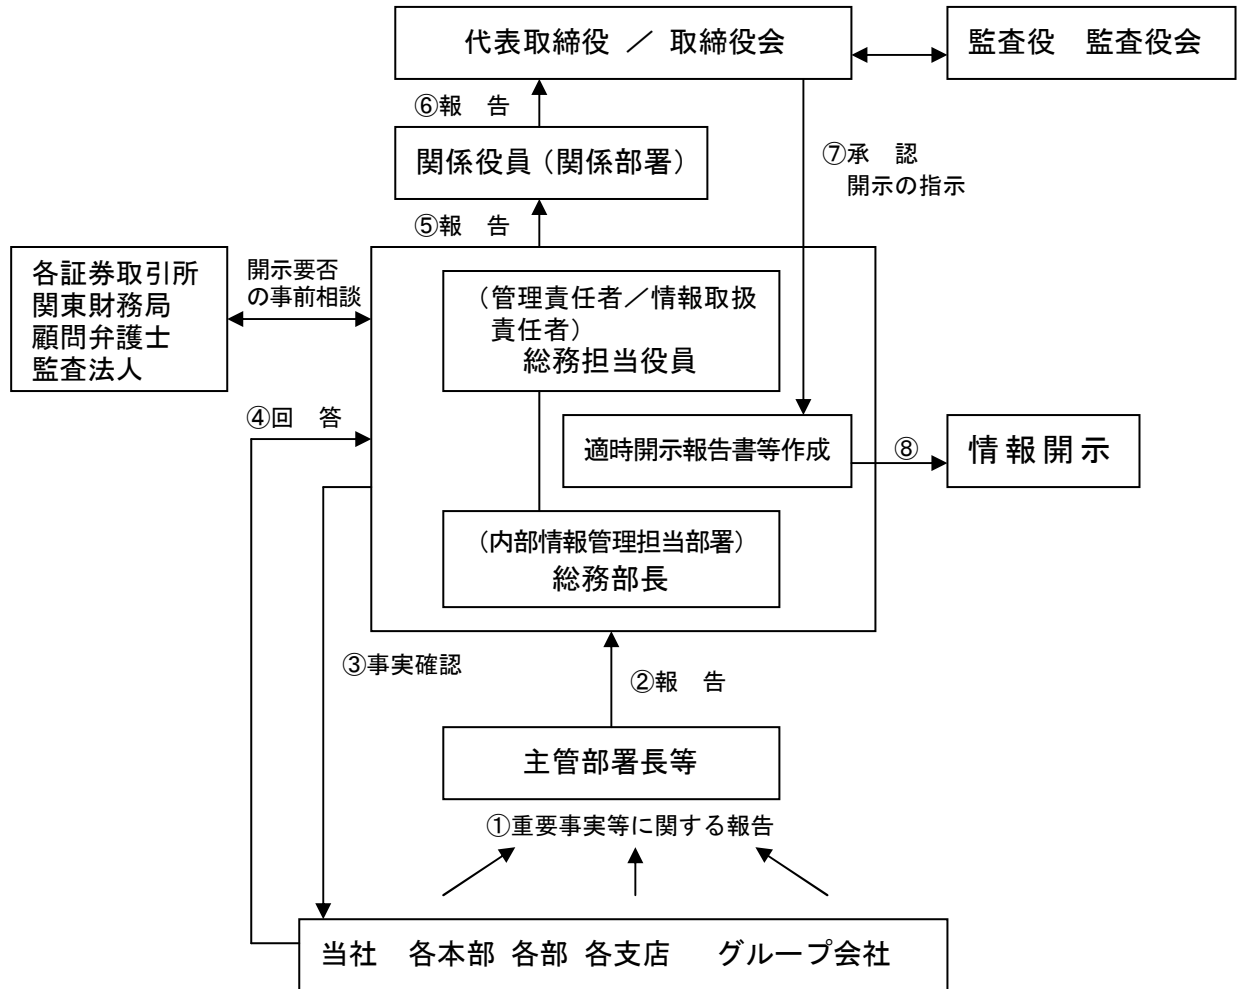 代表取締役 ／ 取締役会
監査役　監査役会
⑥報　告
関係役員（関係部署）
⑦承　認
開示の指示
⑤報　告
各証券取引所
関東財務局
顧問弁護士
監査法人
開示要否
の事前相談
（管理責任者／情報取扱
責任者）
総務担当役員
④回　答
適時開示報告書等作成
⑧
情報開示
（内部情報管理担当部署）
総務部長
③事実確認
②報　告
主管部署長等
①重要事実等に関する報告
当社　各本部 各部 各支店　グループ会社